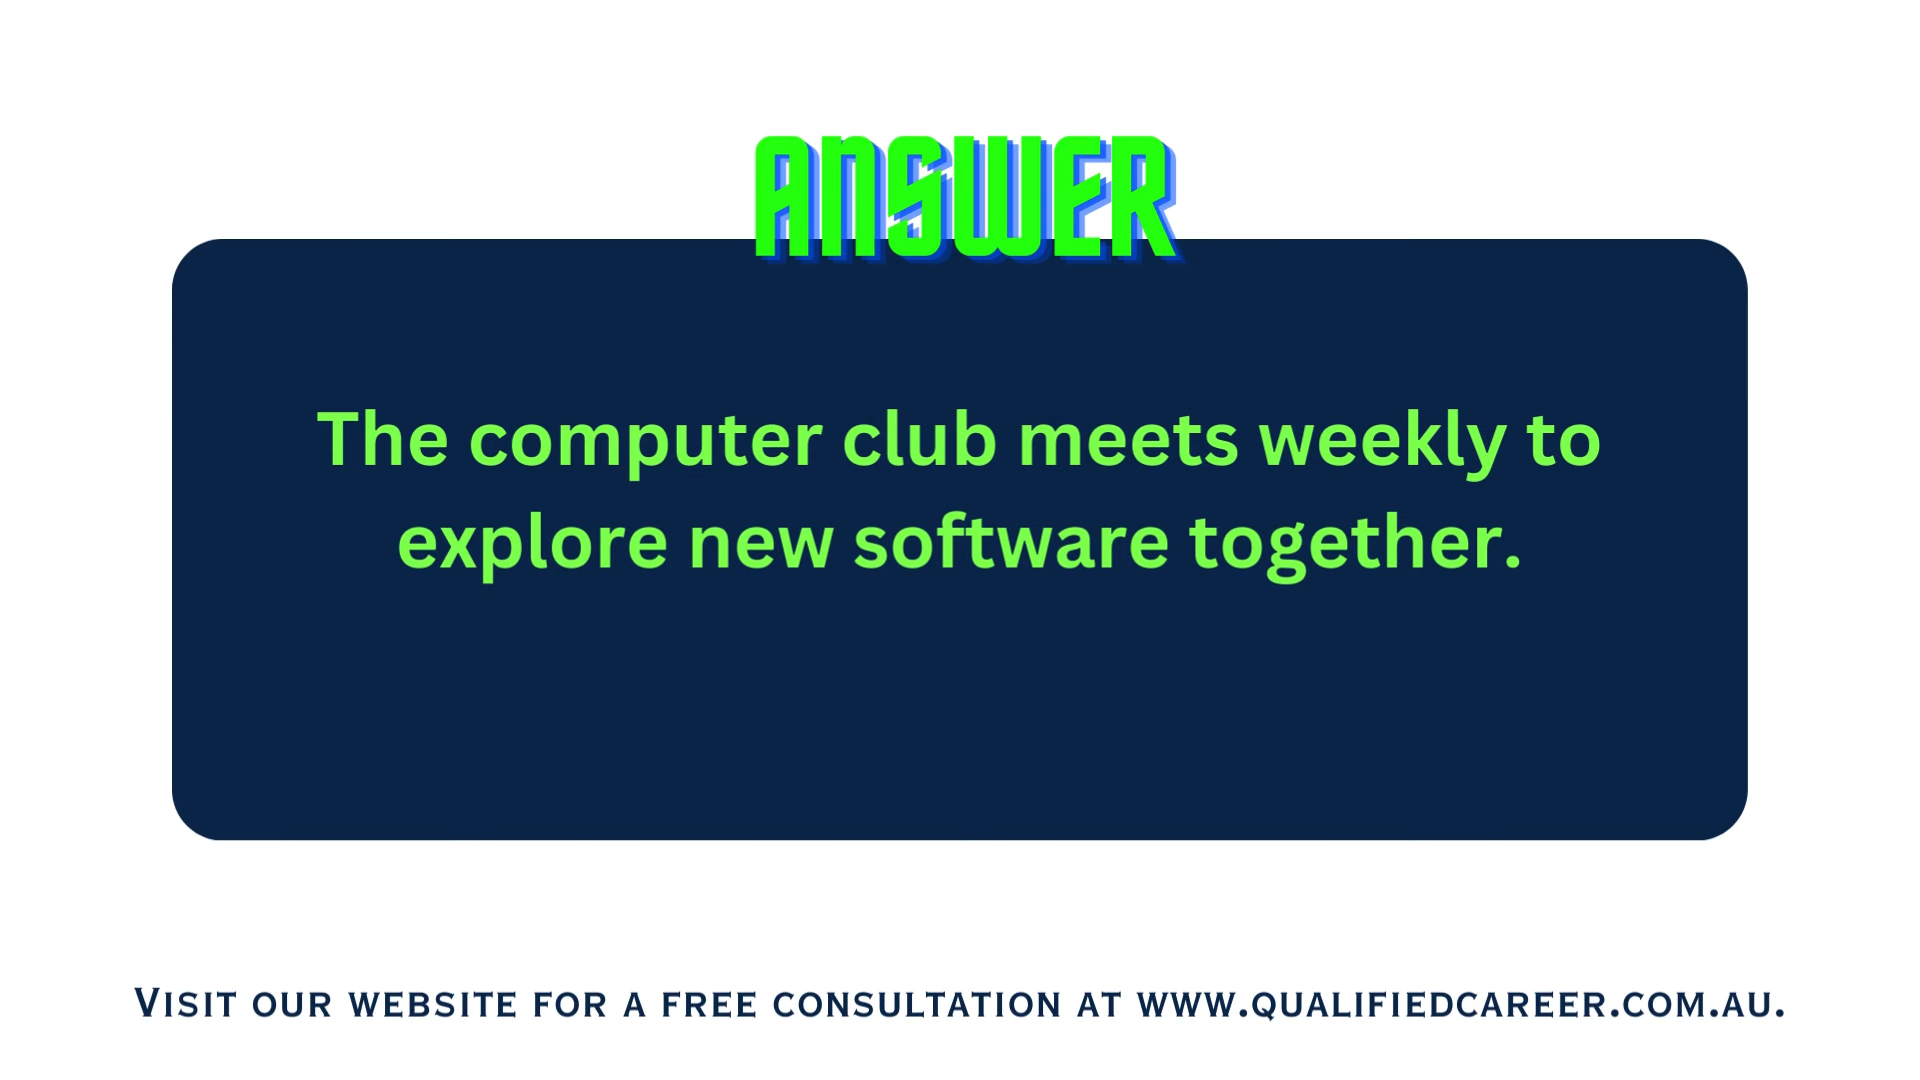 ANSWER
The computer club meets weekly to
explore new software together.
Visit our website for a free consultation at www.qualifiedcareer.com.au.